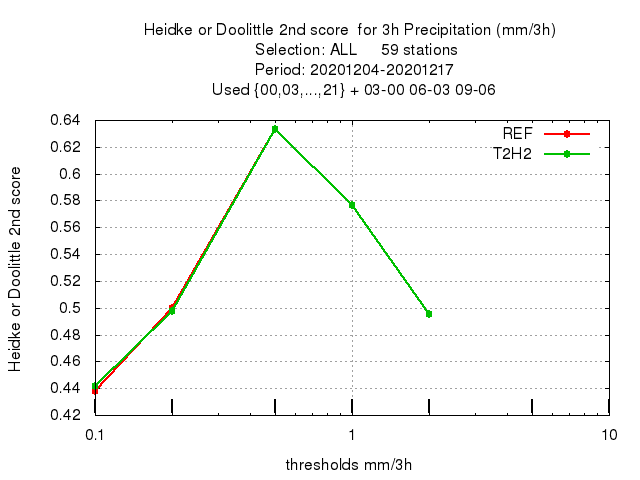 Heidke or Doolittle 2nd score  for 3h Precipitation (mm/3h)
Selection: ALL     59 stations
Period: 20201204-20201217
Used {00,03,...,21} + 03-00 06-03 09-06
REF
T2H2
Heidke or Doolittle 2nd score
0.64
0.62
0.6
0.58
0.56
0.54
0.52
0.5
0.48
0.46
0.44
0.42
0.1 1 10
thresholds mm/3h